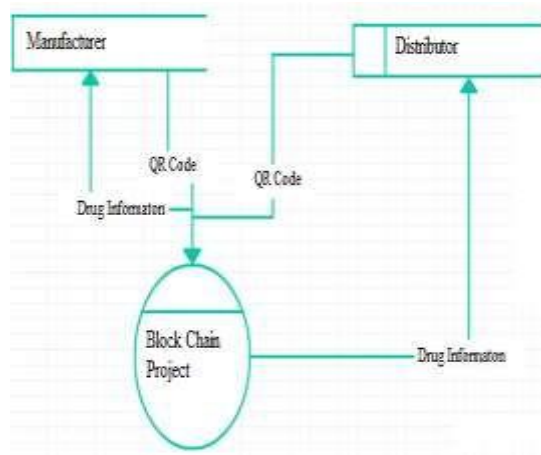 Manufacturer
Distributor
QR Code
QR Code
Drug Informaton
Block Chain
Project
Drug Informaton